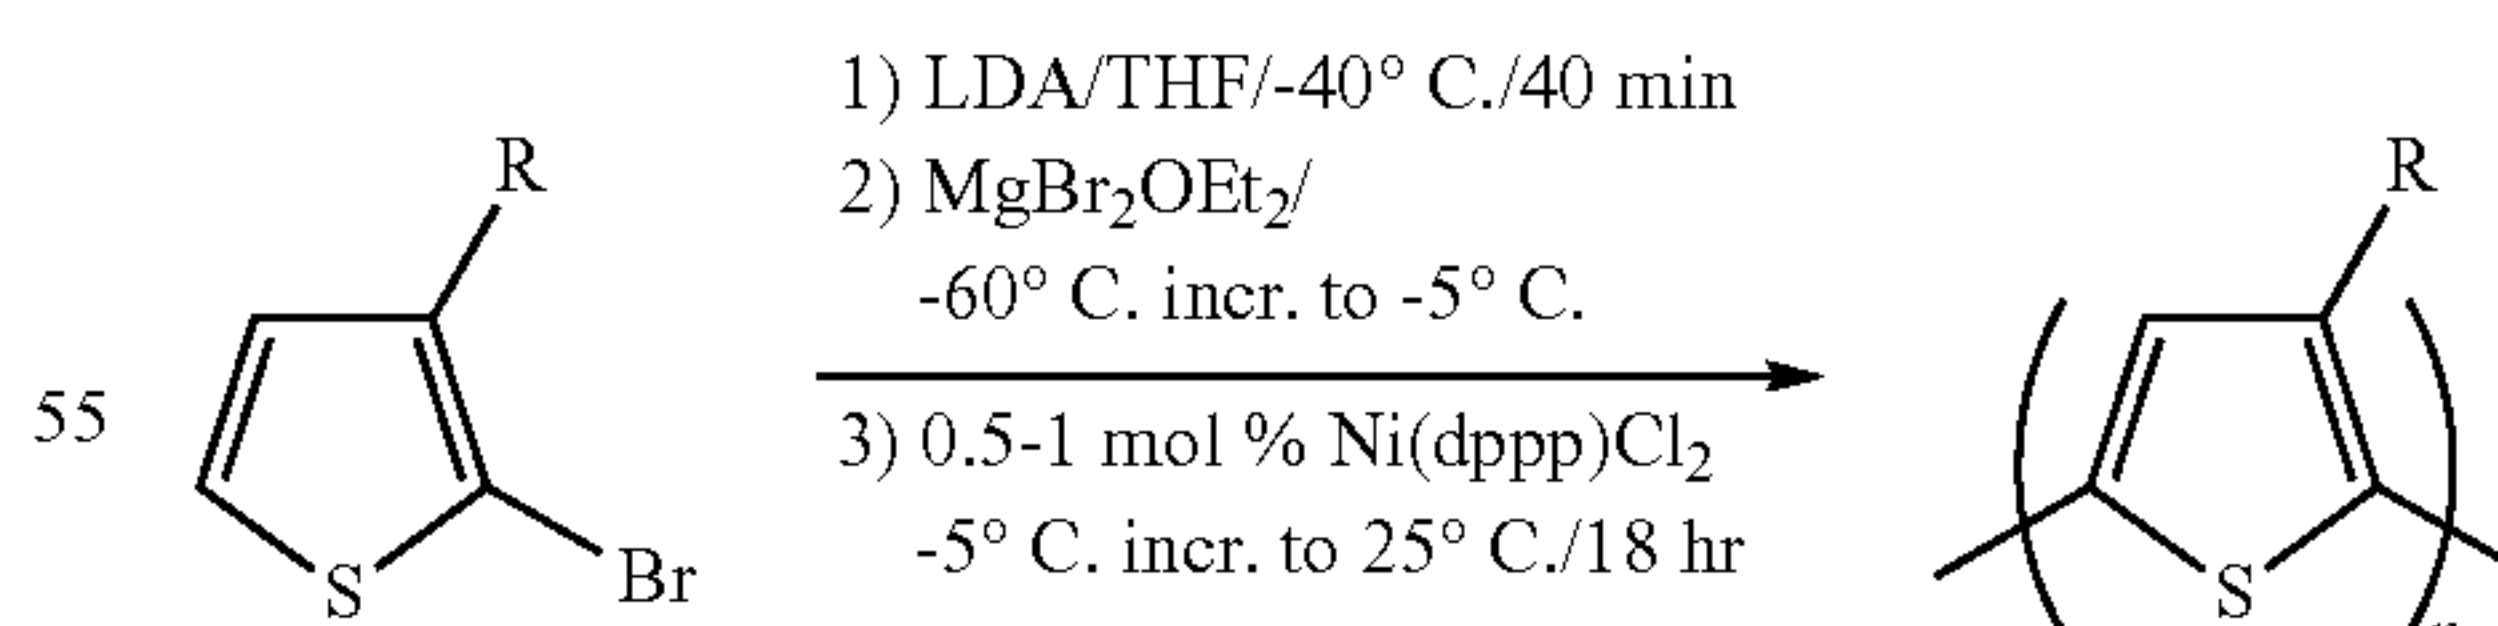 1) LDA/THF/-40° C./40 min
R
2) MgBr₂OEt₂/
R
-60° C. incr. to -5° C.
55
3) 0.5-1 mol % Ni(dppp)Cl₂
-5° C. incr. to 25° C./18 hr
S
Br
S